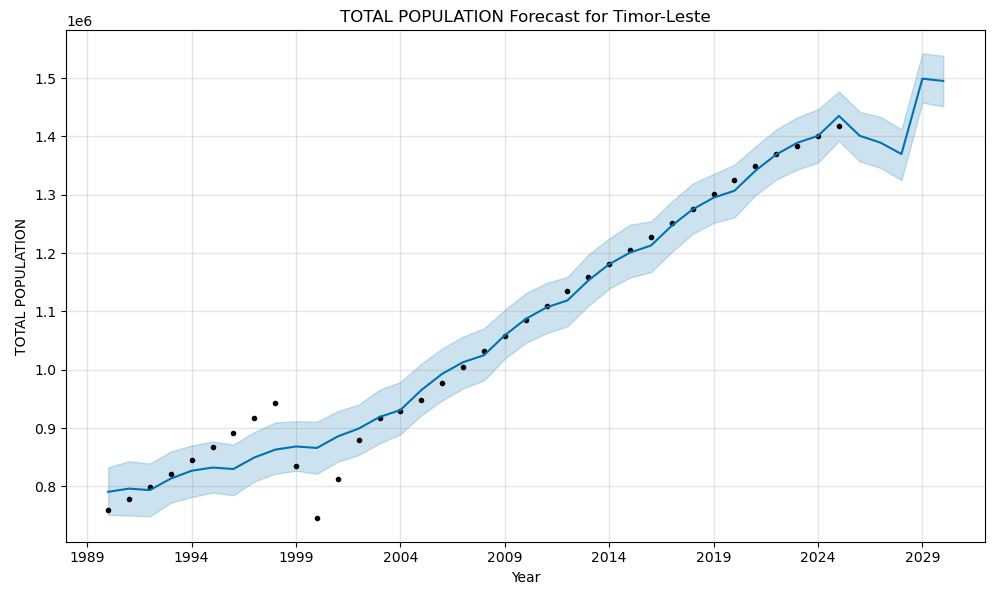 TOTAL POPULATION Forecast for Timor-Leste
1e6
1.5
1.4
1.3
1.2
1.1
1.0
0.9
0.8
TOTAL POPULATION
1989 1994 1999 2004 2009 2014 2019 2024 2029
Year